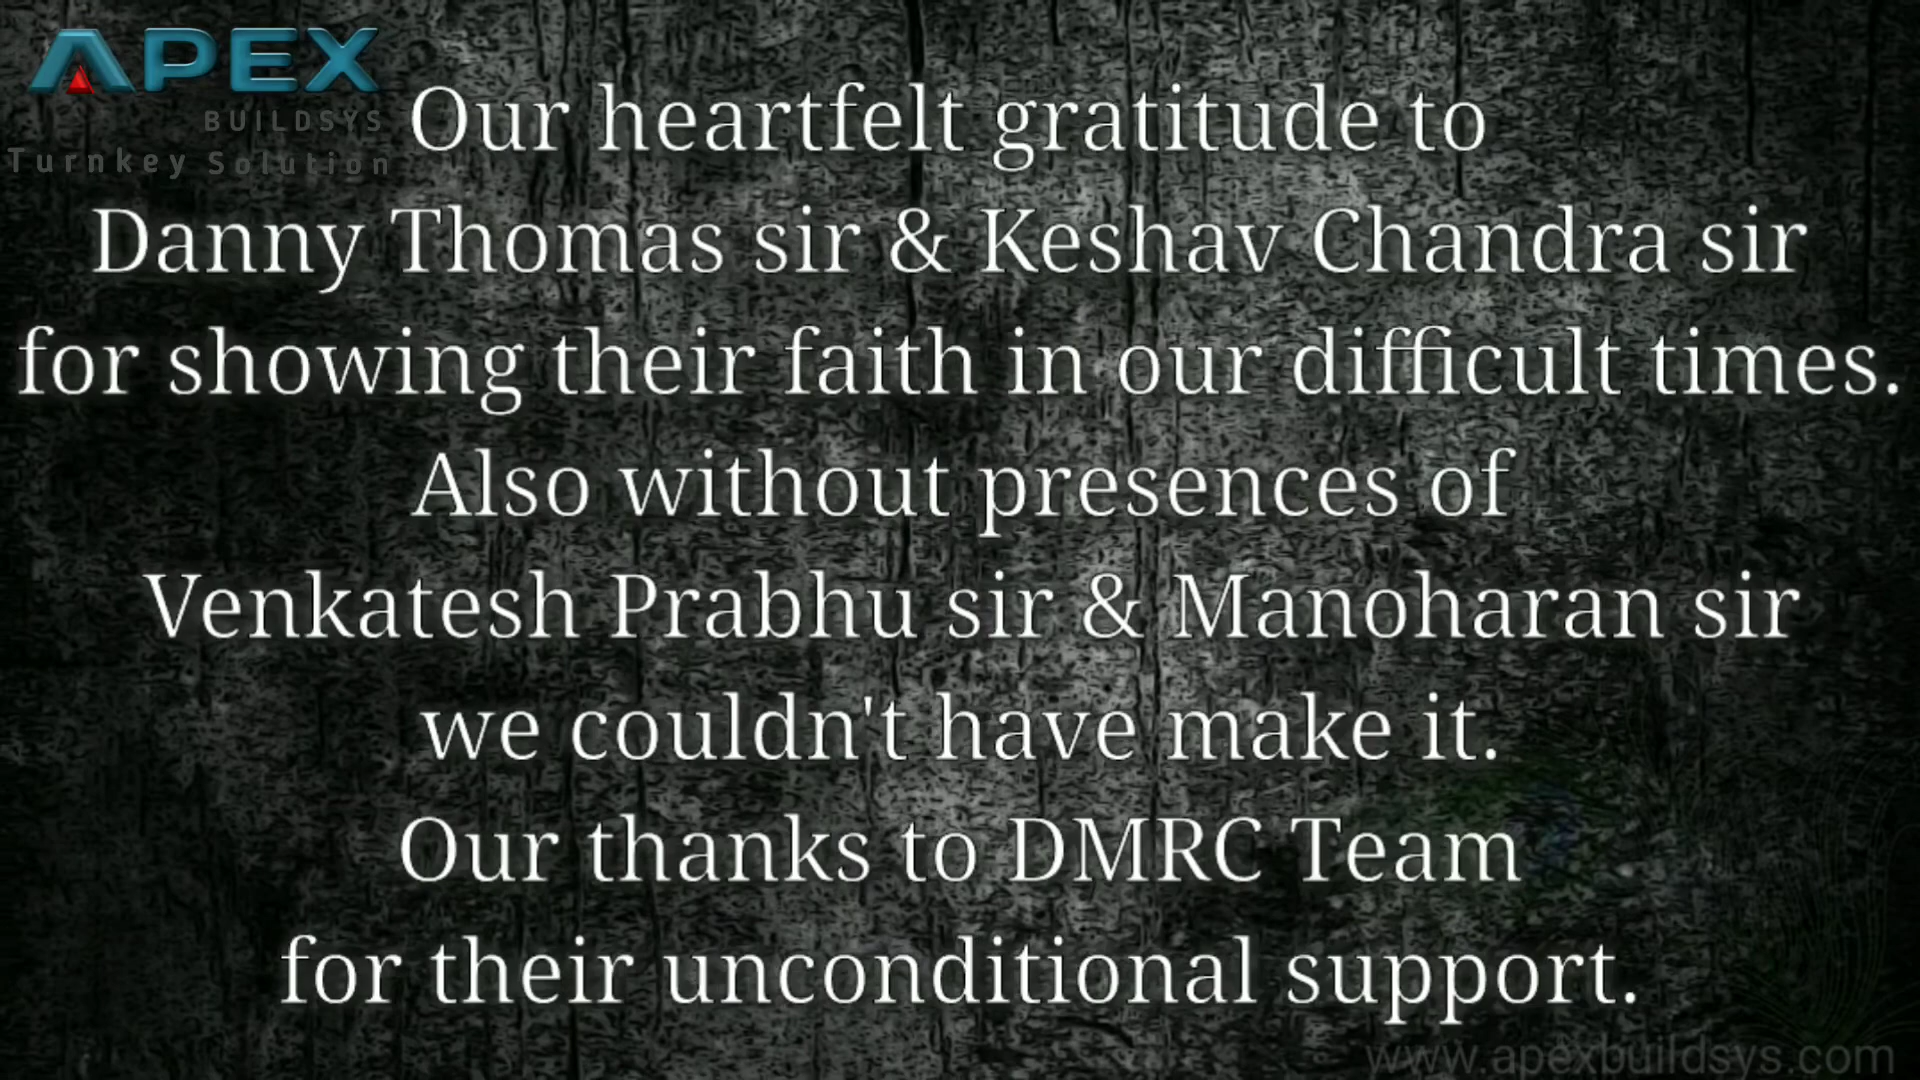 APEX
BUILDSYS
Turnkey Solution
Our heartfelt gratitude to
Danny Thomas sir & Keshav Chandra sir
for showing their faith in our difficult times.
Also without presences of
Venkatesh Prabhu sir & Manoharan sir
we couldn't have make it.
Our thanks to DMRC Team
for their unconditional support.
www.apexbuildsys.com